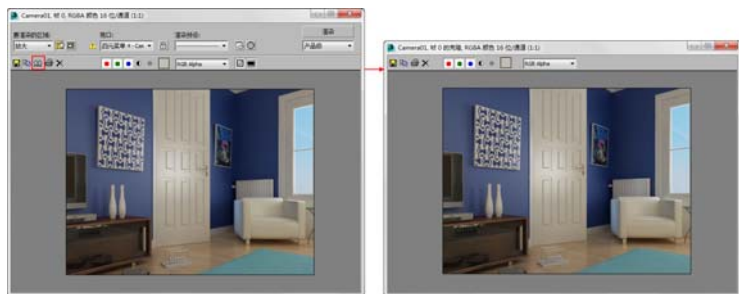 Camera01, 帧 0, RGBA 颜色 16 位/通道 (1:1)
要渲染的区域:
视口:
渲染预设:
渲染
放大
四元菜单 4 - Cam
产品级
RGB Alpha
Camera01, 帧 0 的克隆, RGBA 颜色 16 位/通道 (1:1)
RGB Alpha